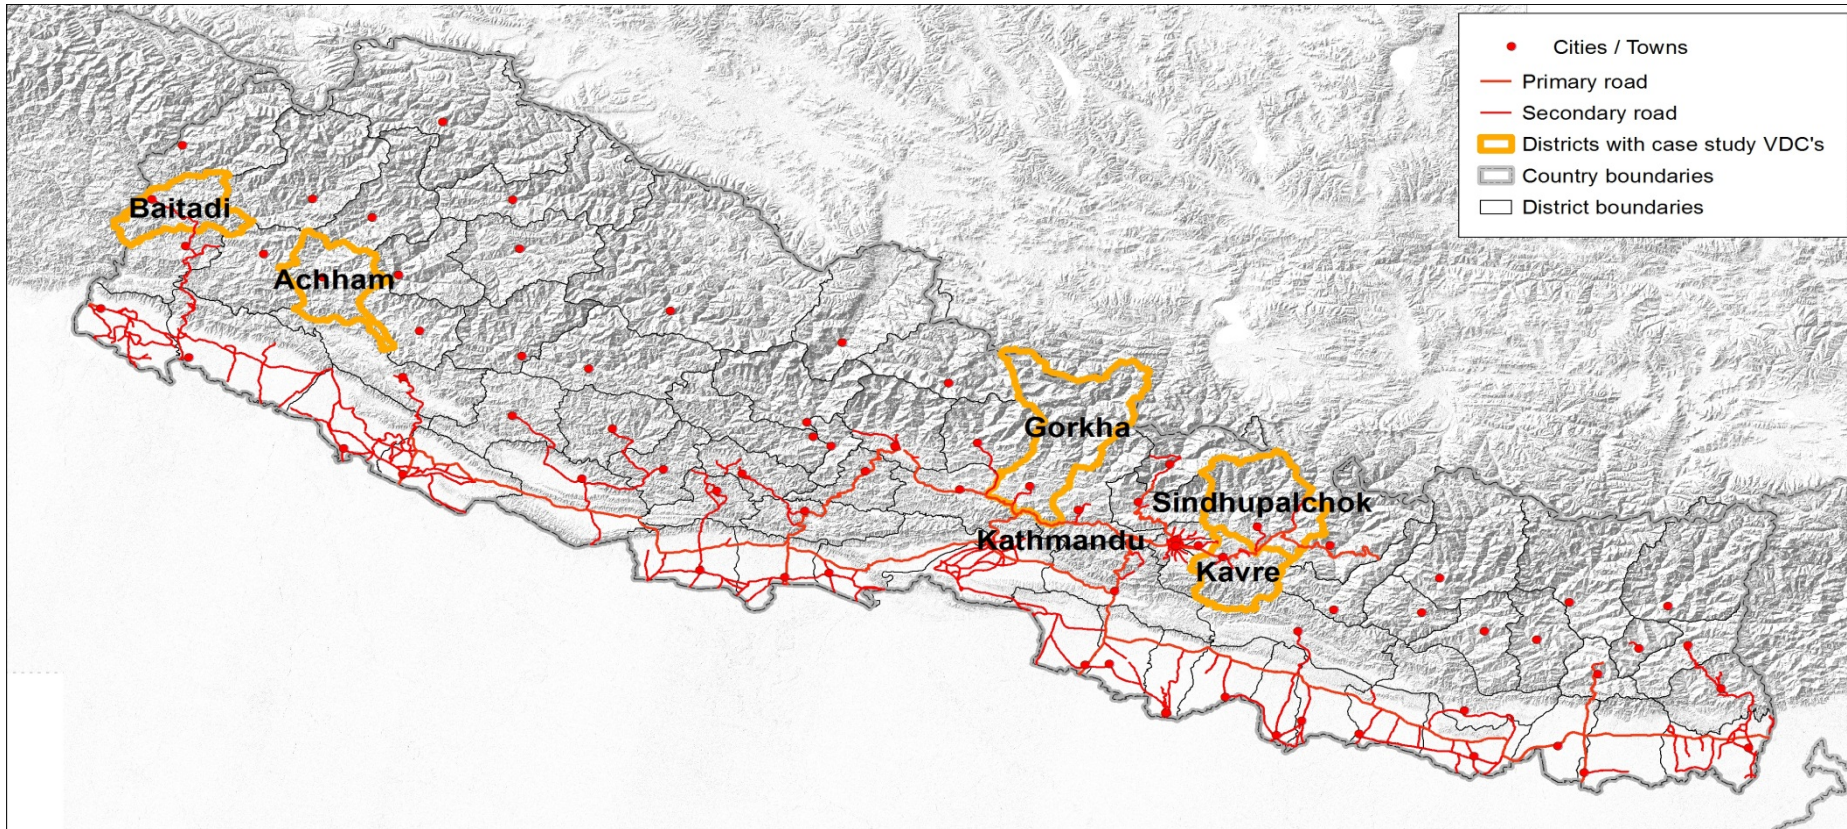 Cities / Towns
Primary road
Secondary road
Districts with case study VDC's
Country boundaries
District boundaries
Baitadi
Achham
Gorkha
Sindhupalchok
Kathmandu
Kavre